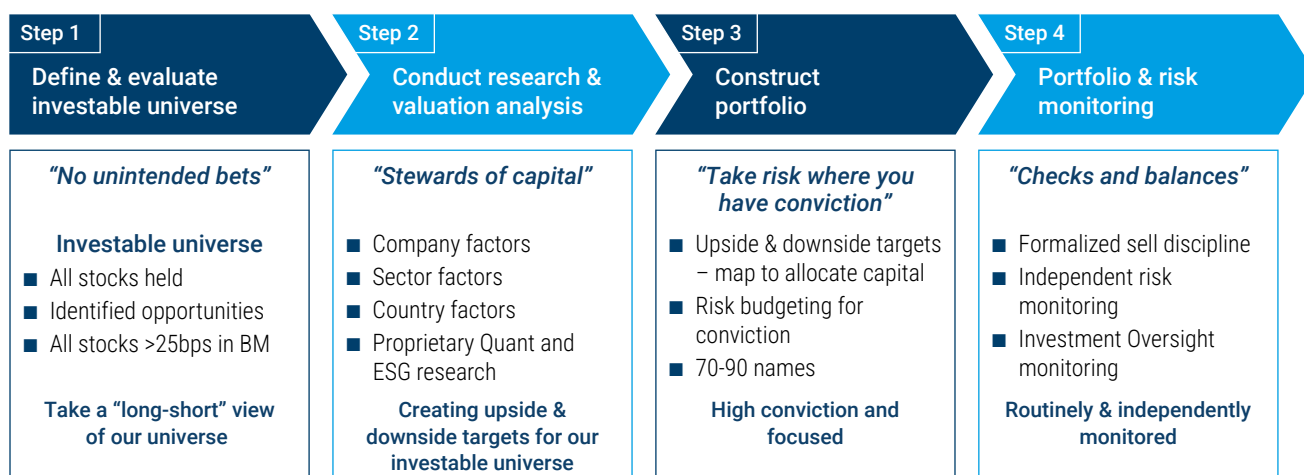 Step 1
Define & evaluate
investable universe
"No unintended bets"
Investable universe
■ All stocks held
■ Identified opportunities
■ All stocks >25bps in BM
Take a "long-short" view
of our universe
Step 2
Conduct research &
valuation analysis
"Stewards of capital"
■ Company factors
■ Sector factors
■ Country factors
■ Proprietary Quant and
ESG research
Creating upside &
downside targets for our
investable universe
Step 3
Construct
portfolio
"Take risk where you
have conviction"
■ Upside & downside targets
– map to allocate capital
■ Risk budgeting for
conviction
■ 70-90 names
High conviction and
focused
Step 4
Portfolio & risk
monitoring
"Checks and balances"
■ Formalized sell discipline
■ Independent risk
monitoring
■ Investment Oversight
monitoring
Routinely & independently
monitored